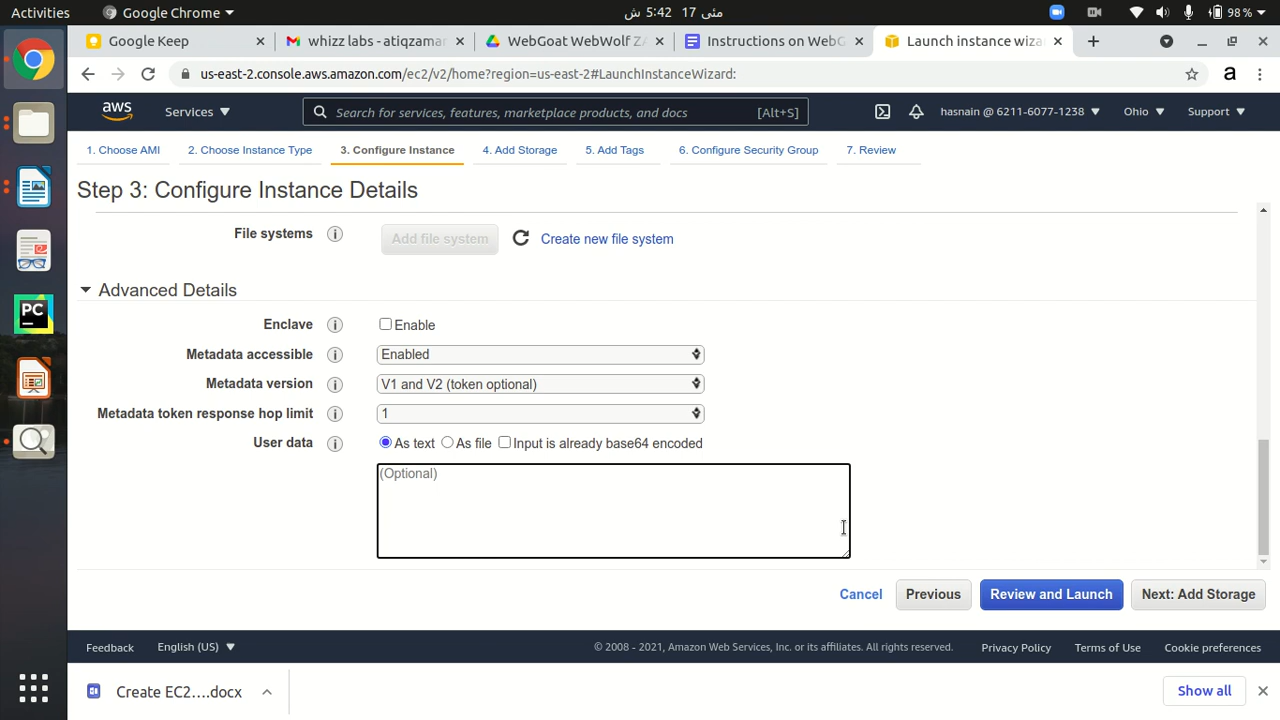 Activities
Google Chrome
مئی 17 5:42 ش
98 %
Google Keep
whizz labs - atiqzamar
WebGoat WebWolf ZA
Instructions on WebG
Launch instance wiza
us-east-2.console.aws.amazon.com/ec2/v2/home?region=us-east-2#LaunchInstanceWizard:
a
aws
Services
Search for services, features, marketplace products, and docs
[Alt+S]
hasnain @ 6211-6077-1238
Ohio
Support
1. Choose AMI
2. Choose Instance Type
3. Configure Instance
4. Add Storage
5. Add Tags
6. Configure Security Group
7. Review
Step 3: Configure Instance Details
File systems
Add file system
Create new file system
Advanced Details
Enclave
Enable
Metadata accessible
Enabled
Metadata version
V1 and V2 (token optional)
Metadata token response hop limit
1
User data
As text
As file
Input is already base64 encoded
(Optional)
Cancel
Previous
Review and Launch
Next: Add Storage
Feedback
English (US)
© 2008 - 2021, Amazon Web Services, Inc. or its affiliates. All rights reserved.
Privacy Policy
Terms of Use
Cookie preferences
PC
Create EC2....docx
Show all